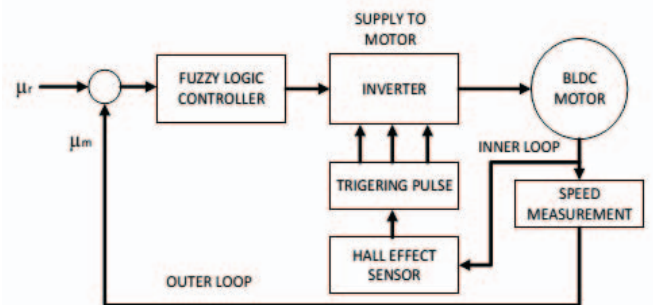 SUPPLY TO
MOTOR
μr
FUZZY LOGIC
CONTROLLER
INVERTER
BLDC
MOTOR
μm
INNER LOOP
TRIGERING PULSE
SPEED
MEASUREMENT
HALL EFFECT
SENSOR
OUTER LOOP